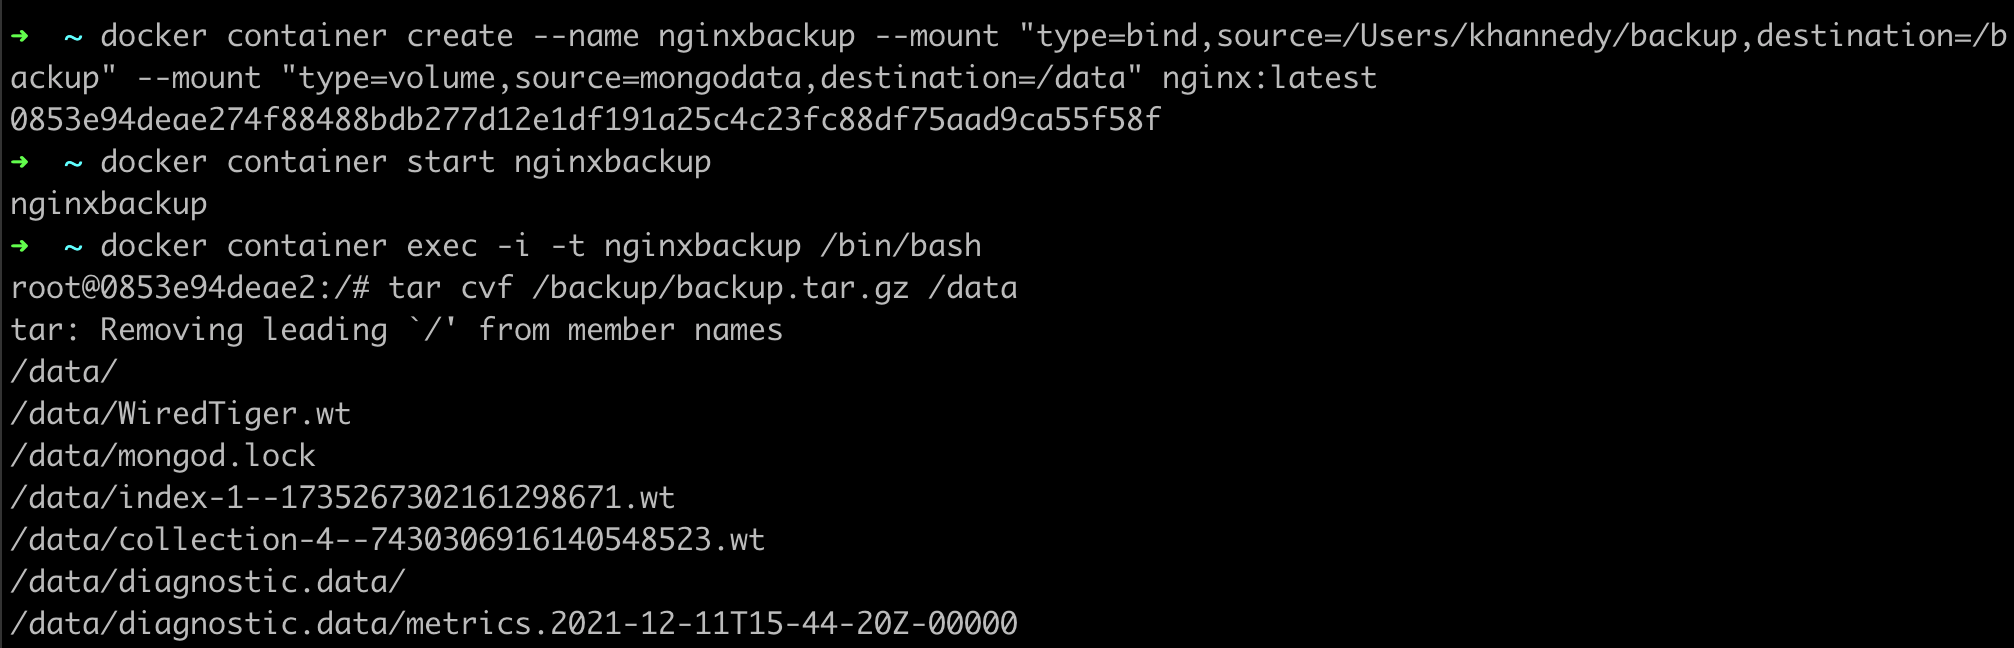 ➜  ~ docker container create --name nginxbackup --mount "type=bind,source=/Users/khannedy/backup,destination=/b
ackup" --mount "type=volume,source=mongodata,destination=/data" nginx:latest
0853e94deae274f88488bdb277d12e1df191a25c4c23fc88df75aad9ca55f58f
➜  ~ docker container start nginxbackup
nginxbackup
➜  ~ docker container exec -i -t nginxbackup /bin/bash
root@0853e94deae2:/# tar cvf /backup/backup.tar.gz /data
tar: Removing leading `/' from member names
/data/
/data/WiredTiger.wt
/data/mongod.lock
/data/index-1--1735267302161298671.wt
/data/collection-4--7430306916140548523.wt
/data/diagnostic.data/
/data/diagnostic.data/metrics.2021-12-11T15-44-20Z-00000